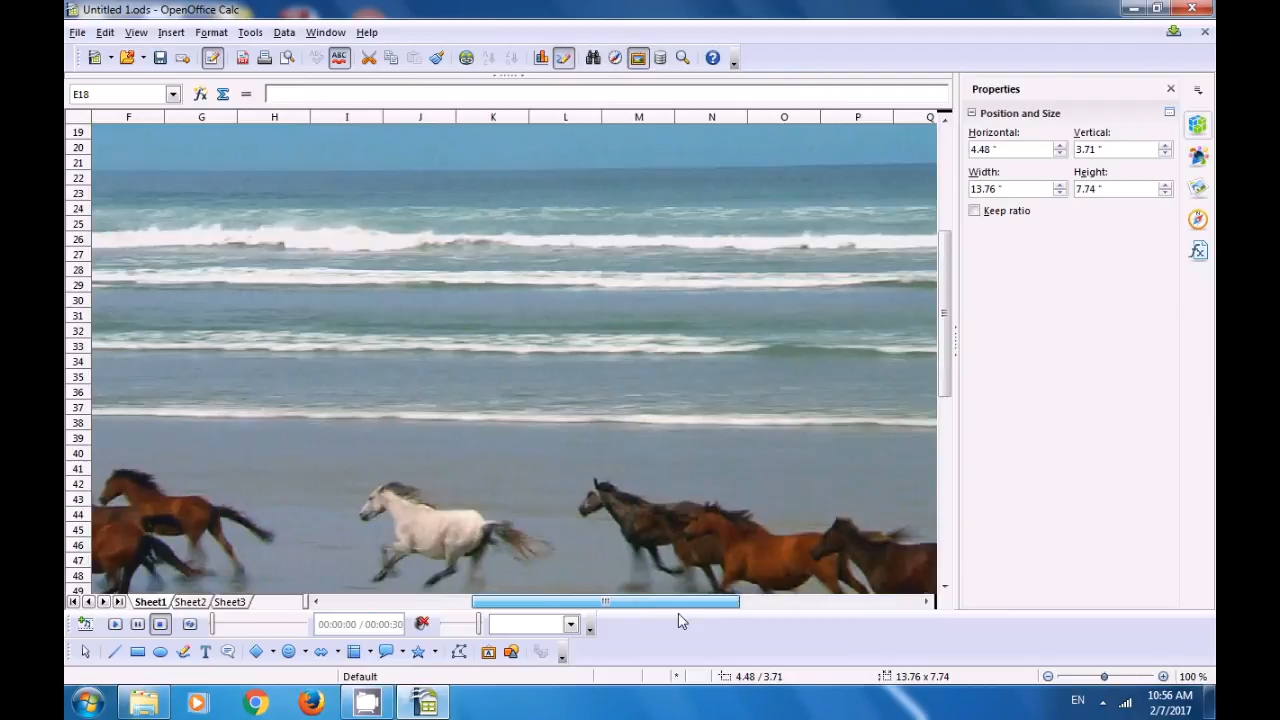 Untitled 1.ods - OpenOffice Calc
File Edit View Insert Format Tools Data Window Help
E18
Properties
Position and Size
Horizontal: Vertical:
4.48 " 3.71 "
Width: Height:
13.76 " 7.74 "
Keep ratio
F G H I J K L M N O P Q
19
20
21
22
23
24
25
26
27
28
29
30
31
32
33
34
35
36
37
38
39
40
41
42
43
44
45
46
47
48
49
Sheet1 Sheet2 Sheet3
00:00:00 / 00:00:30
Default * 4.48 / 3.71 13.76 x 7.74 100 %
EN 10:56 AM
2/7/2017